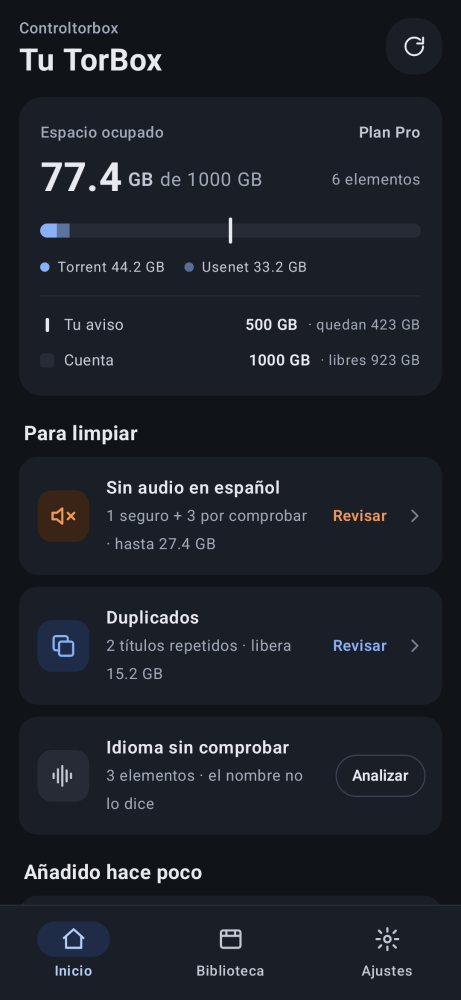 Controltorbox
Tu TorBox
Espacio ocupado
Plan Pro
77.4 GB de 1000 GB
6 elementos
Torrent 44.2 GB
Usenet 33.2 GB
Tu aviso
500 GB · quedan 423 GB
Cuenta
1000 GB · libres 923 GB
Para limpiar
Sin audio en español
1 seguro + 3 por comprobar
· hasta 27.4 GB
Revisar
Duplicados
2 títulos repetidos · libera
15.2 GB
Revisar
Idioma sin comprobar
3 elementos · el nombre no
lo dice
Analizar
Añadido hace poco
Inicio
Biblioteca
Ajustes